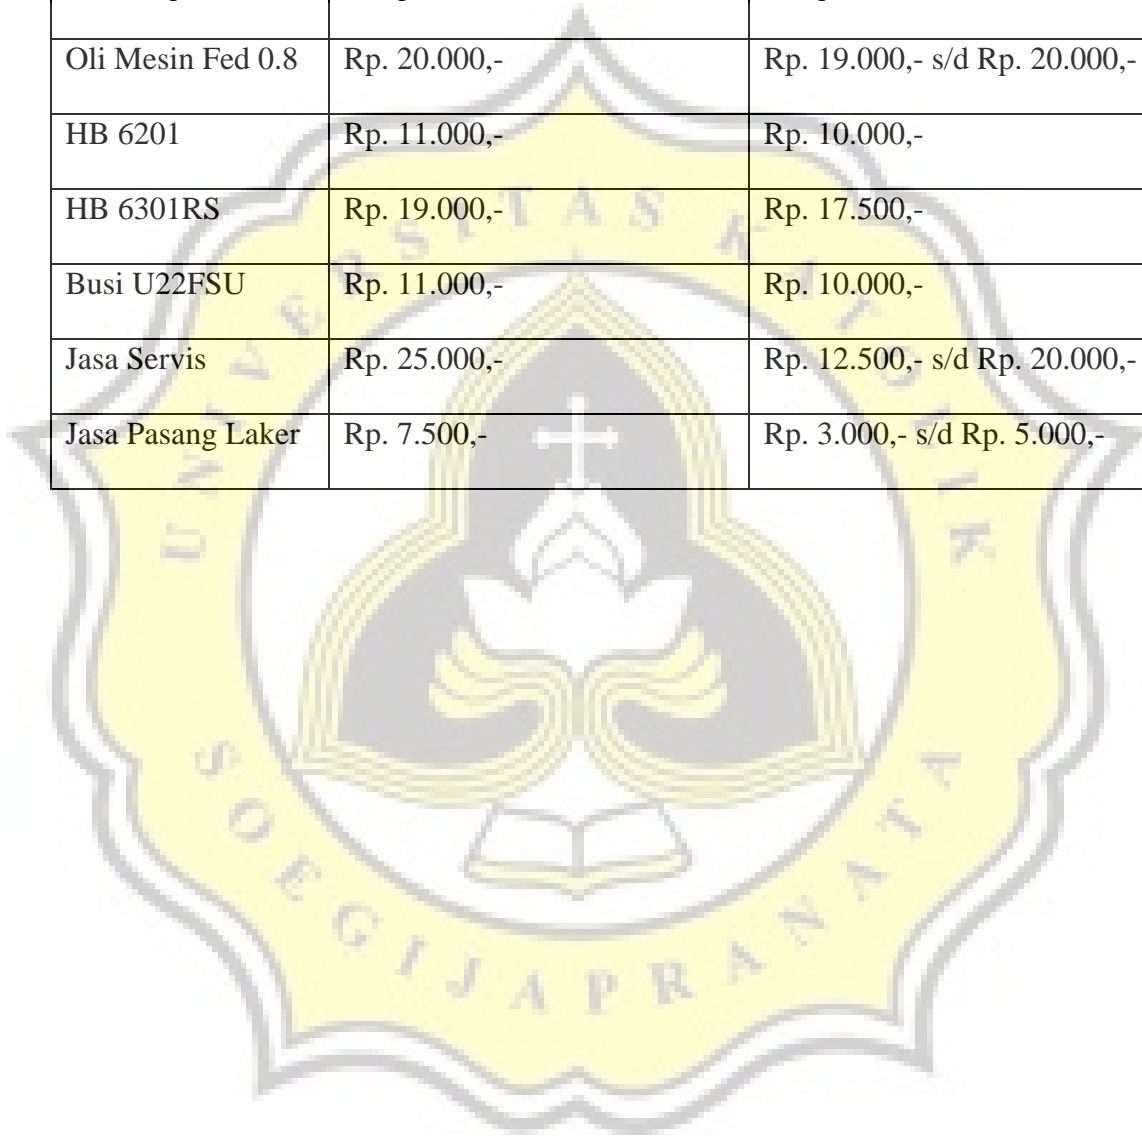 Oli Mesin Fed 0.8 Rp. 20.000,- Rp. 19.000,- s/d Rp. 20.000,-
HB 6201 Rp. 11.000,- Rp. 10.000,-
HB 6301RS Rp. 19.000,- Rp. 17.500,-
Busi U22FSU Rp. 11.000,- Rp. 10.000,-
Jasa Servis Rp. 25.000,- Rp. 12.500,- s/d Rp. 20.000,-
Jasa Pasang Laker Rp. 7.500,- Rp. 3.000,- s/d Rp. 5.000,-
UNIVERSITAS KATOLIK
SOEGIJAPRANATA